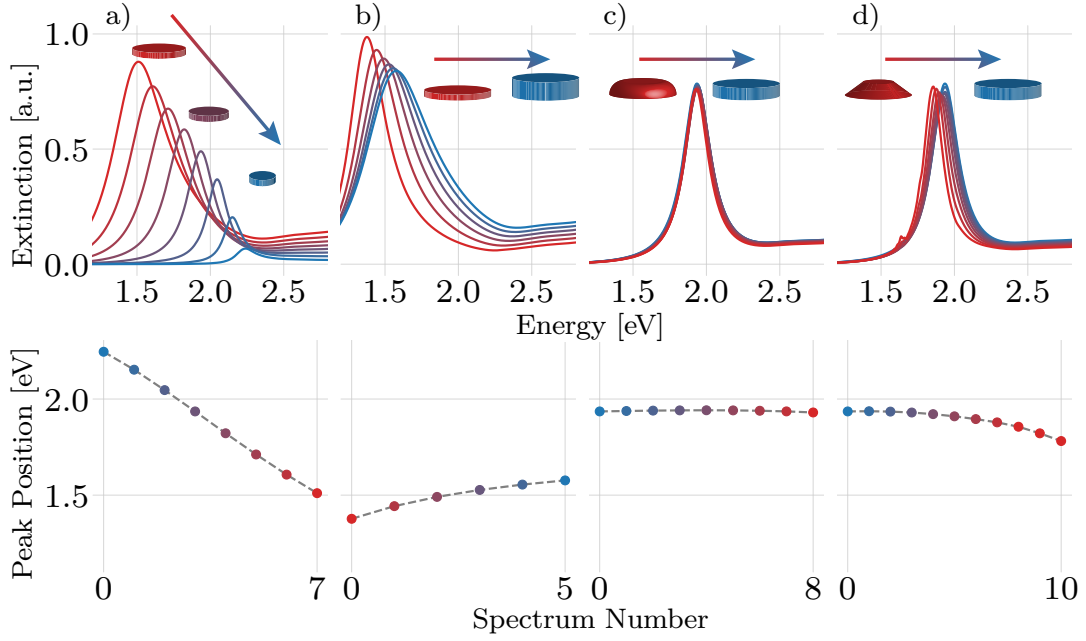 a) b) c) d)
Extinction [a.u.]
1.0
0.5
0.0
1.5 2.0 2.5 1.5 2.0 2.5 1.5 2.0 2.5 1.5 2.0 2.5
Energy [eV]
Peak Position [eV]
2.0
1.5
0 7 0 5 0 8 0 10
Spectrum Number